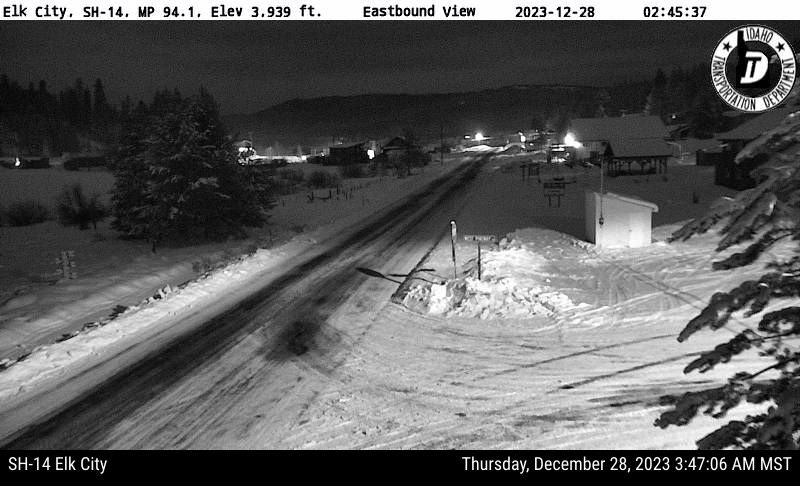 Elk City, SH-14, MP 94.1, Elev 3,939 ft. Eastbound View 2023-12-28 02:45:37
IDAHO
TRANSPORTATION DEPARTMENT
SH-14 Elk City Thursday, December 28, 2023 3:47:06 AM MST